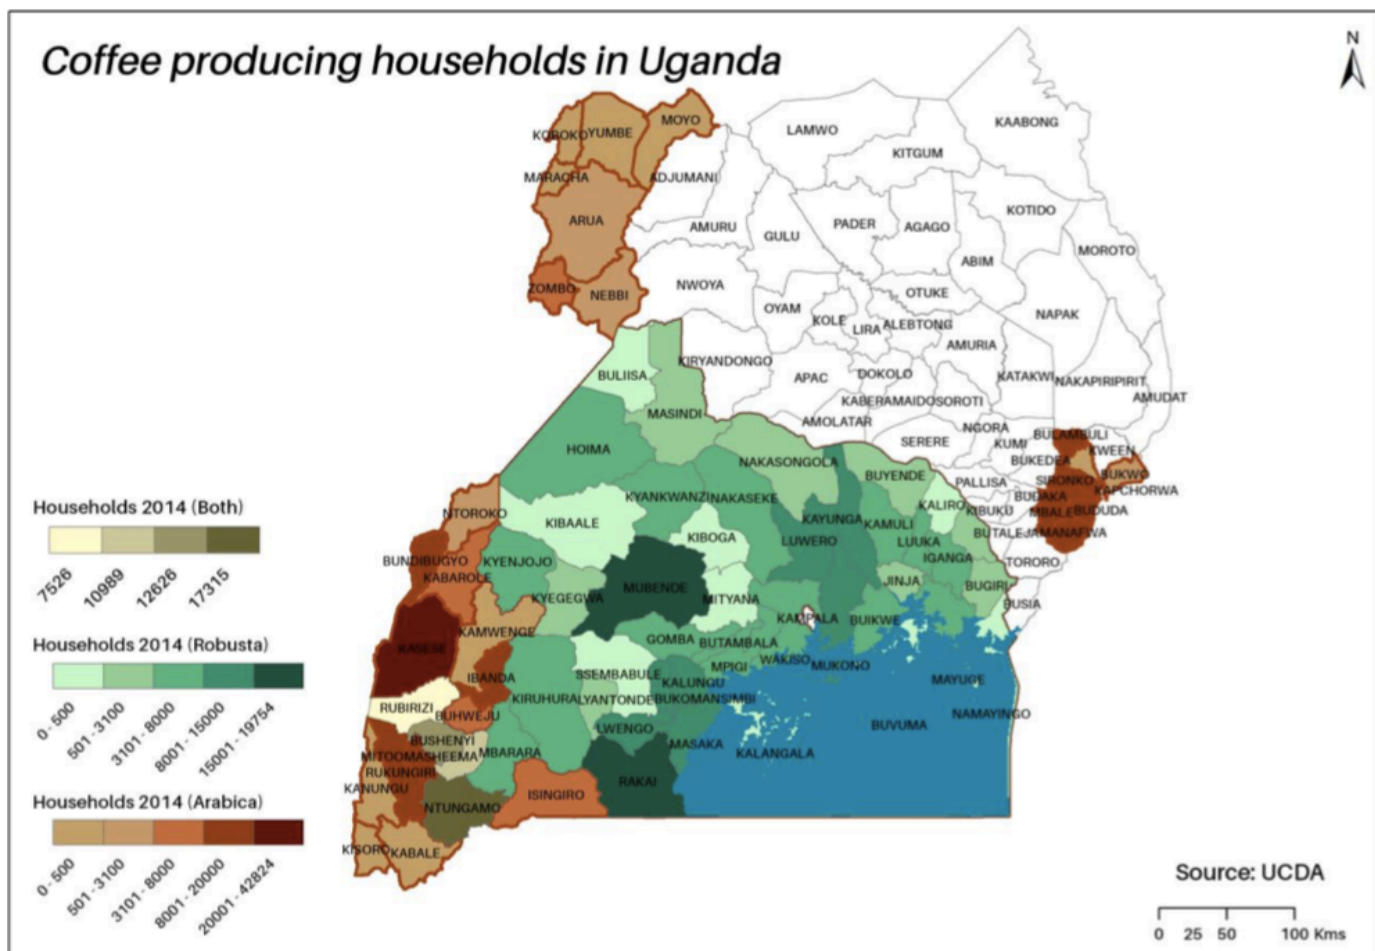 Coffee producing households in Uganda
N
KAABONG
LAMWO
KITGUM
MOYO
KOBOKO YUMBE
MARACHA
ADJUMANI
KOTIDO
ARUA
AMURU
GULU
PADER
AGAGO
MOROTO
ABIM
ZOMBO
NEBBI
NWOYA
OTUKE
OYAM
KOLE
LIRA
ALEBTONG
NAPAK
AMURIA
KIRYANDONGO
BULIISA
APAC
DOKOLO
KATAKWI
NAKAPIRIPIRIT
AMUDAT
KABERAMAIDO
SOROTI
MASINDI
AMOLATAR
NGORA
BULAMBULI
SERERE
KUMI
KWEEN
HOIMA
NAKASONGOLA
BUKEDEA
BUKWO
BUYENDE
PALLISA
SIRONKO
KAPCHORWA
KYANKWANZI
NAKASEKE
BUDAKA
NTOROKO
KIBAALE
KALIRO
KIBUKU
MBALE
BUDUDA
KAYUNGA
KAMULI
KIBOGA
LUWERO
LUUKA
BUTALEJA
MANAFWA
BUNDIBUGYO
KYENJOJO
IGANGA
TORORO
KABAROLE
MUBENDE
JINJA
BUGIRI
KYEGEGWA
MITYANA
BUSIA
KAMPALA
BUIKWE
KAMWENGE
GOMBA
BUTAMBALA
KASESE
WAKISO
MUKONO
MPIGI
IBANDA
SSEMBABULE
KALUNGU
MAYUGE
KIRUHURA
LYANTONDE
BUKOMANSIMBI
RUBIRIZI
BUHWEJU
NAMAYINGO
BUVUMA
LWENGO
BUSHENYI
MASAKA
MITOOMA
SHEEMA
MBARARA
KALANGALA
RUKUNGIRI
RAKAI
KANUNGU
ISINGIRO
NTUNGAMO
KISORO
KABALE
Households 2014 (Both)
7526
10989
12626
17315
Households 2014 (Robusta)
0 - 500
501 - 3100
3101 - 8000
8001 - 15000
15001 - 19754
Households 2014 (Arabica)
0 - 500
501 - 3100
3101 - 8000
8001 - 20000
20001 - 42824
Source: UCDA
0 25 50 100 Kms